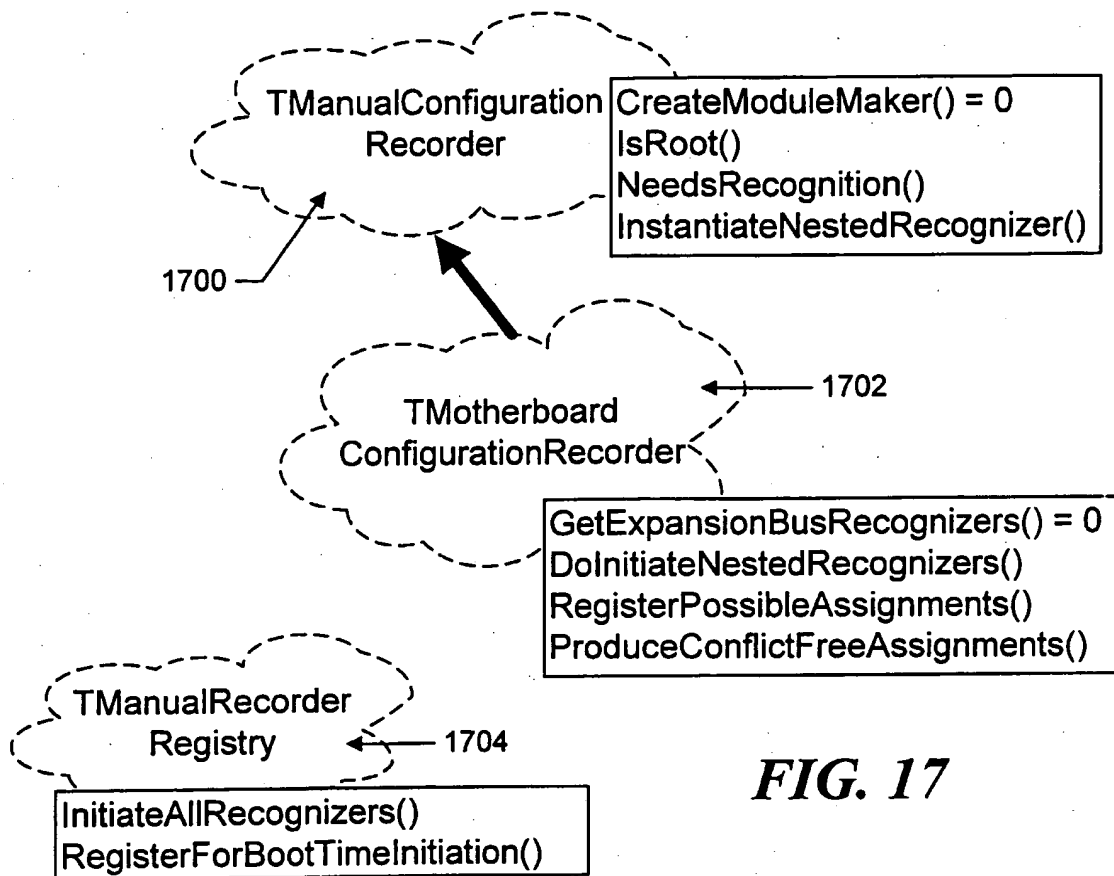 TManualConfiguration
Recorder
CreateModuleMaker() = 0
IsRoot()
NeedsRecognition()
InstantiateNestedRecognizer()
1700
1702
TMotherboard
ConfigurationRecorder
GetExpansionBusRecognizers() = 0
DoInitiateNestedRecognizers()
RegisterPossibleAssignments()
ProduceConflictFreeAssignments()
TManualRecorder
Registry
1704
InitiateAllRecognizers()
RegisterForBootTimeInitiation()
FIG. 17